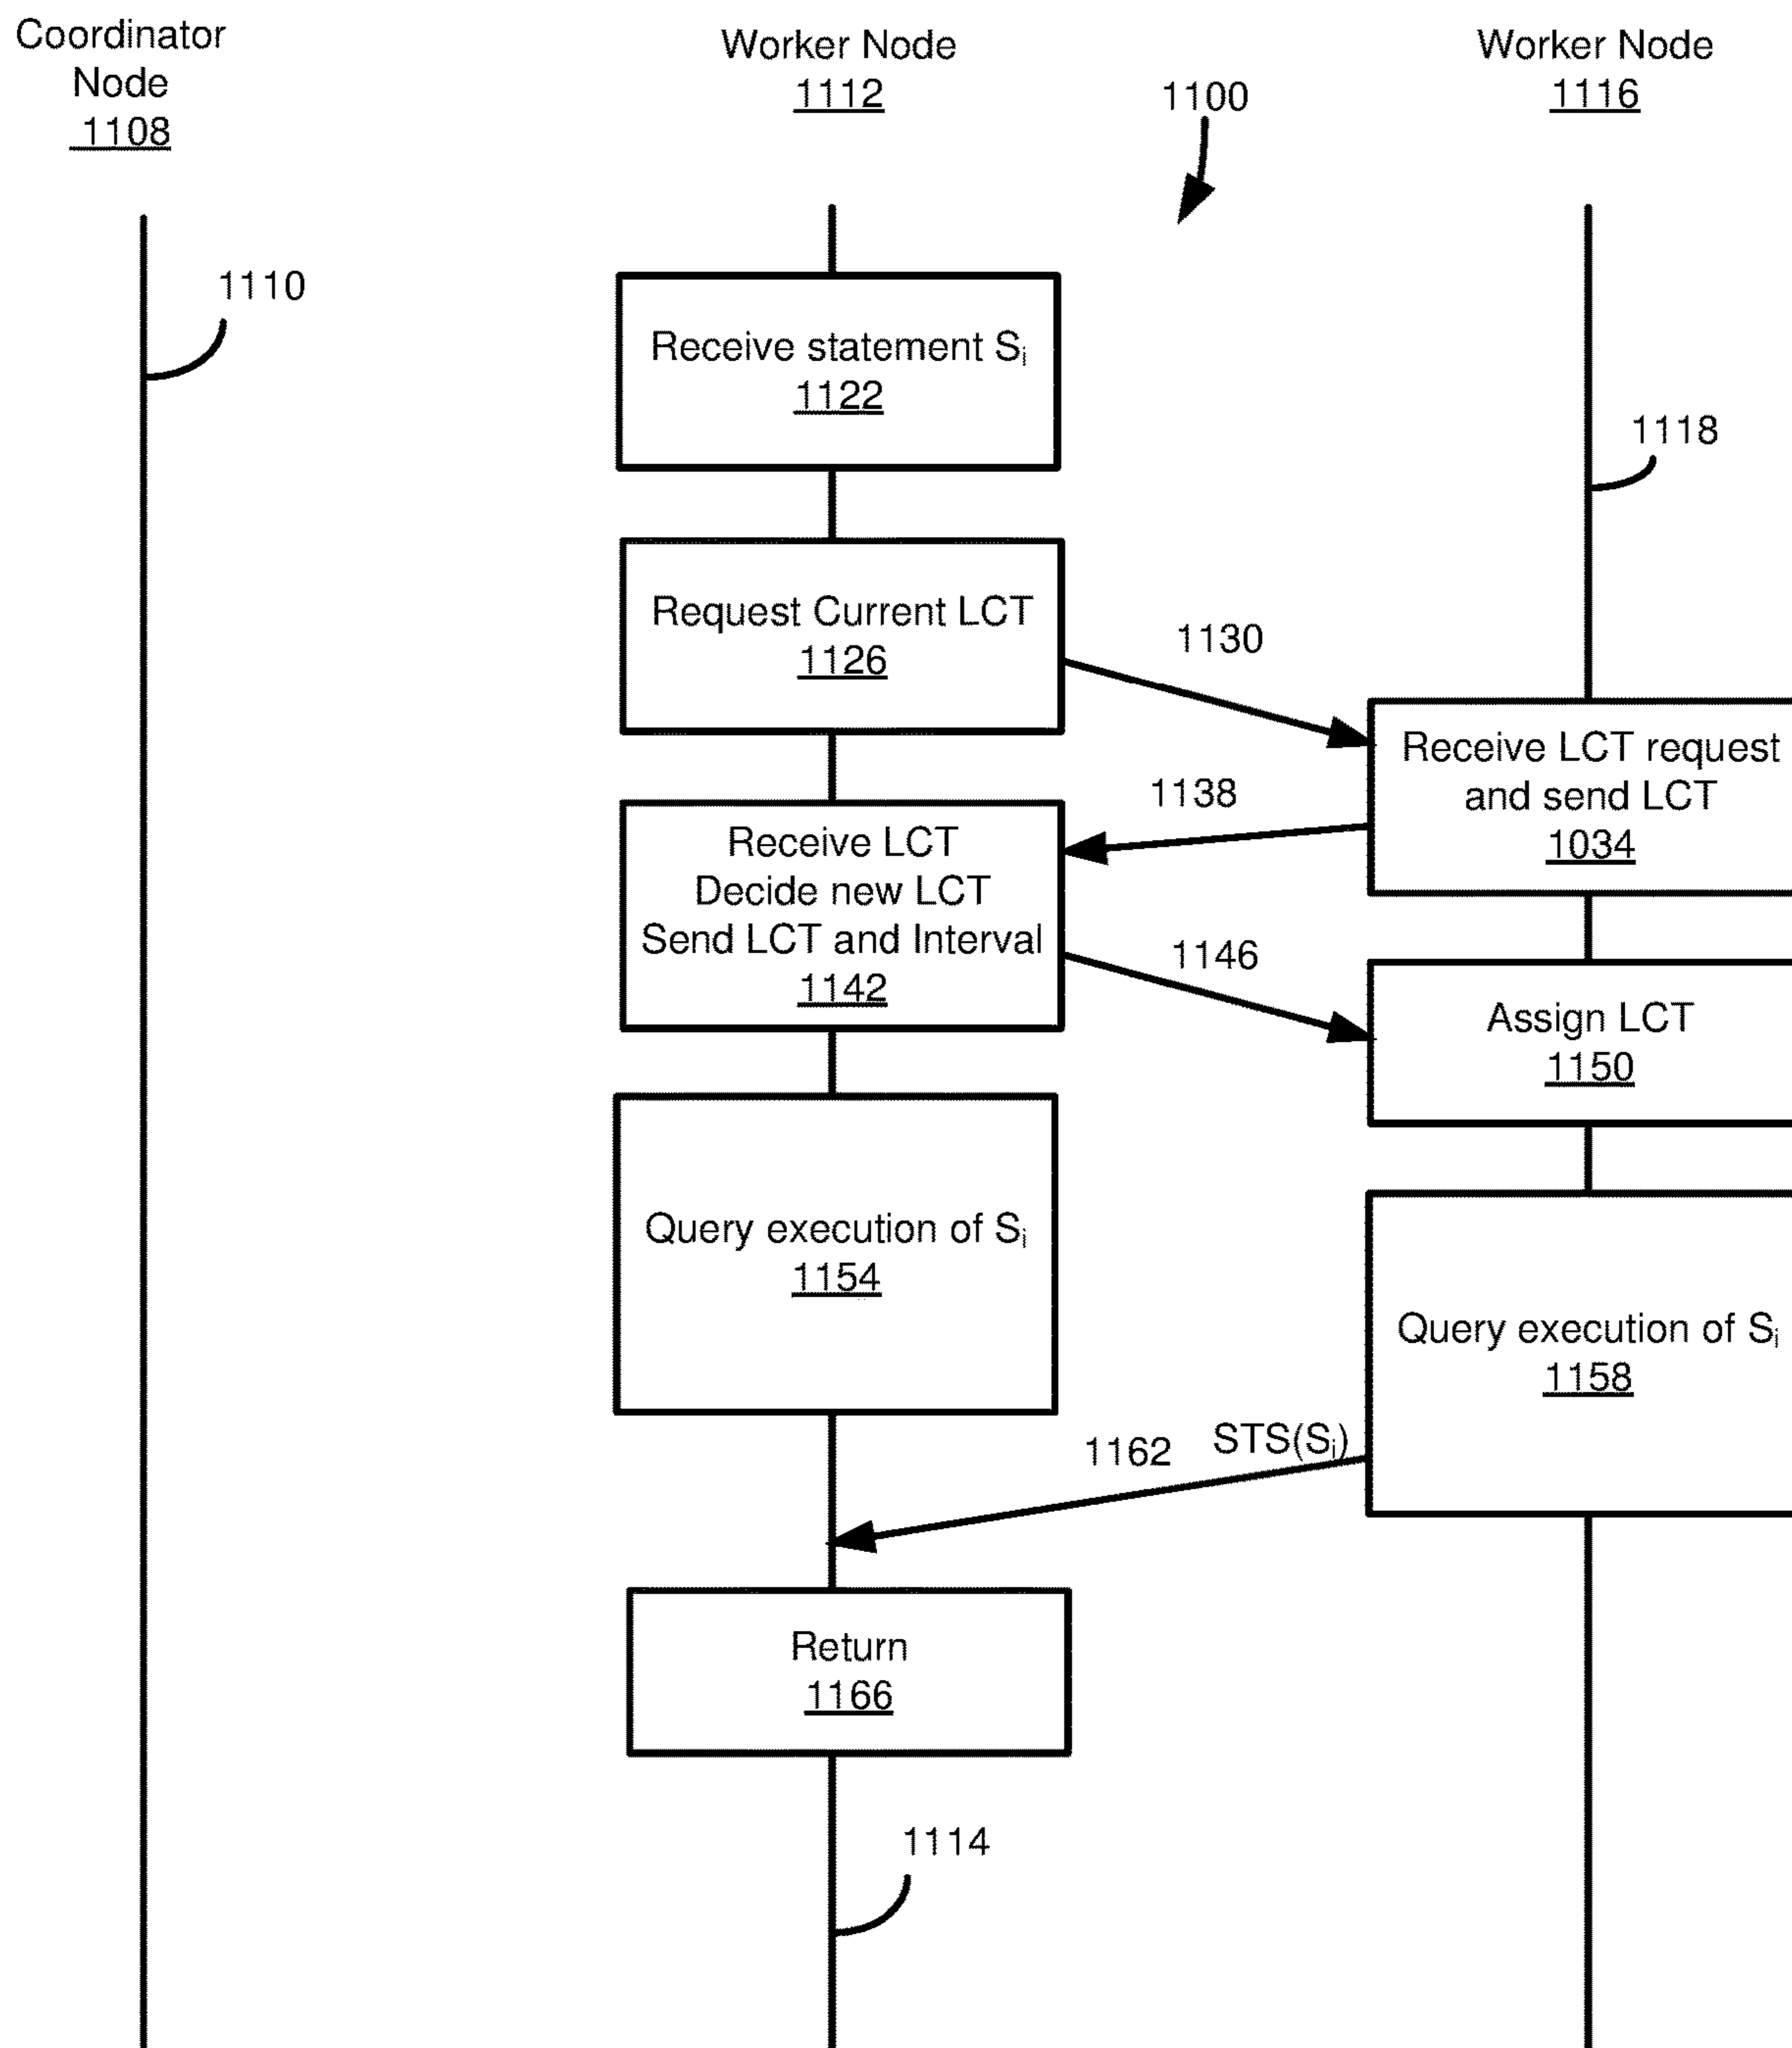 Coordinator
Node
1108
Worker Node
1112
1100
Worker Node
1116
1110
Receive statement Si
1122
1118
Request Current LCT
1126
1130
Receive LCT request
and send LCT
1034
1138
Receive LCT
Decide new LCT
Send LCT and Interval
1142
1146
Assign LCT
1150
Query execution of Si
1154
Query execution of Si
1158
1162
STS(Si)
Return
1166
1114